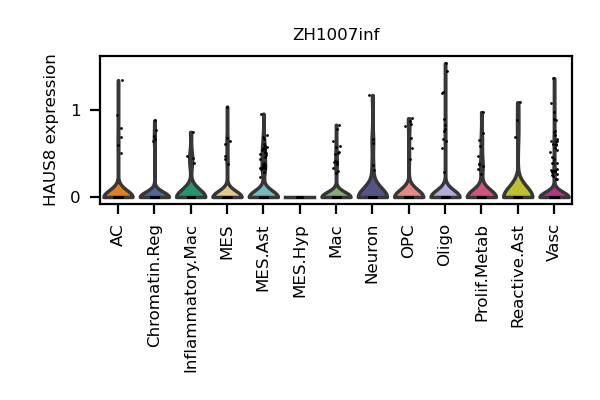 ZH1007inf
HAUS8 expression
1
0
AC
Chromatin.Reg
Inflammatory.Mac
MES
MES.Ast
MES.Hyp
Mac
Neuron
OPC
Oligo
Prolif.Metab
Reactive.Ast
Vasc